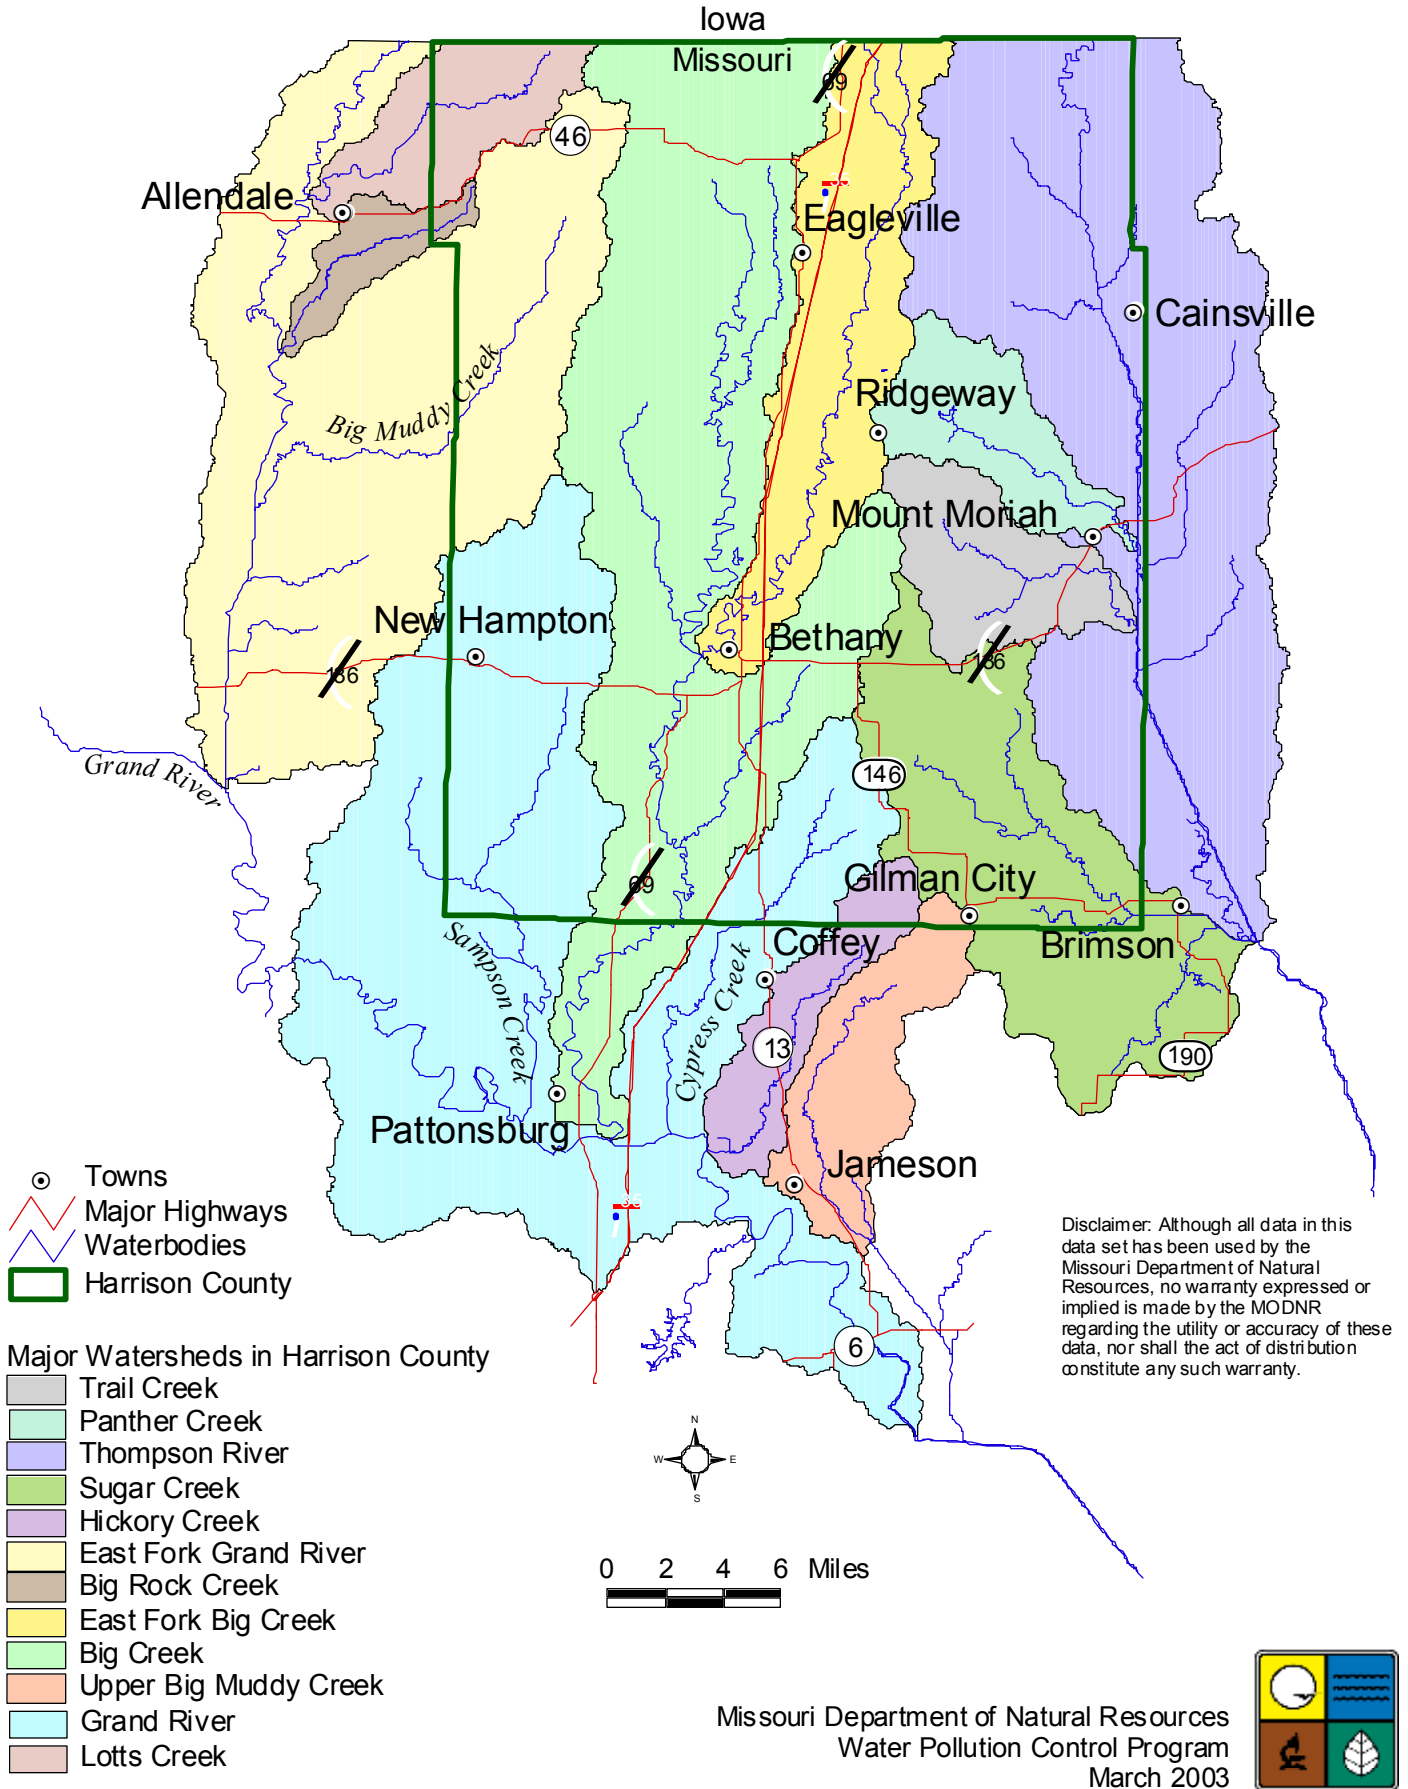 Iowa
Missouri
69
46
35
Allendale
Eagleville
Cainsville
Big Muddy Creek
Ridgeway
Mount Moriah
New Hampton
Bethany
136
136
Grand River
146
69
Gilman City
Sampson Creek
Cypress Creek
Coffey
Brimson
13
190
Pattonsburg
Jameson
35
6
Towns
Major Highways
Waterbodies
Harrison County
Disclaimer: Although all data in this
data set has been used by the
Missouri Department of Natural
Resources, no warranty expressed or
implied is made by the MODNR
regarding the utility or accuracy of these
data, nor shall the act of distribution
constitute any such warranty.
Major Watersheds in Harrison County
Trail Creek
Panther Creek
Thompson River
Sugar Creek
Hickory Creek
East Fork Grand River
Big Rock Creek
East Fork Big Creek
Big Creek
Upper Big Muddy Creek
Grand River
Lotts Creek
N
W E
S
0 2 4 6 Miles
Missouri Department of Natural Resources
Water Pollution Control Program
March 2003